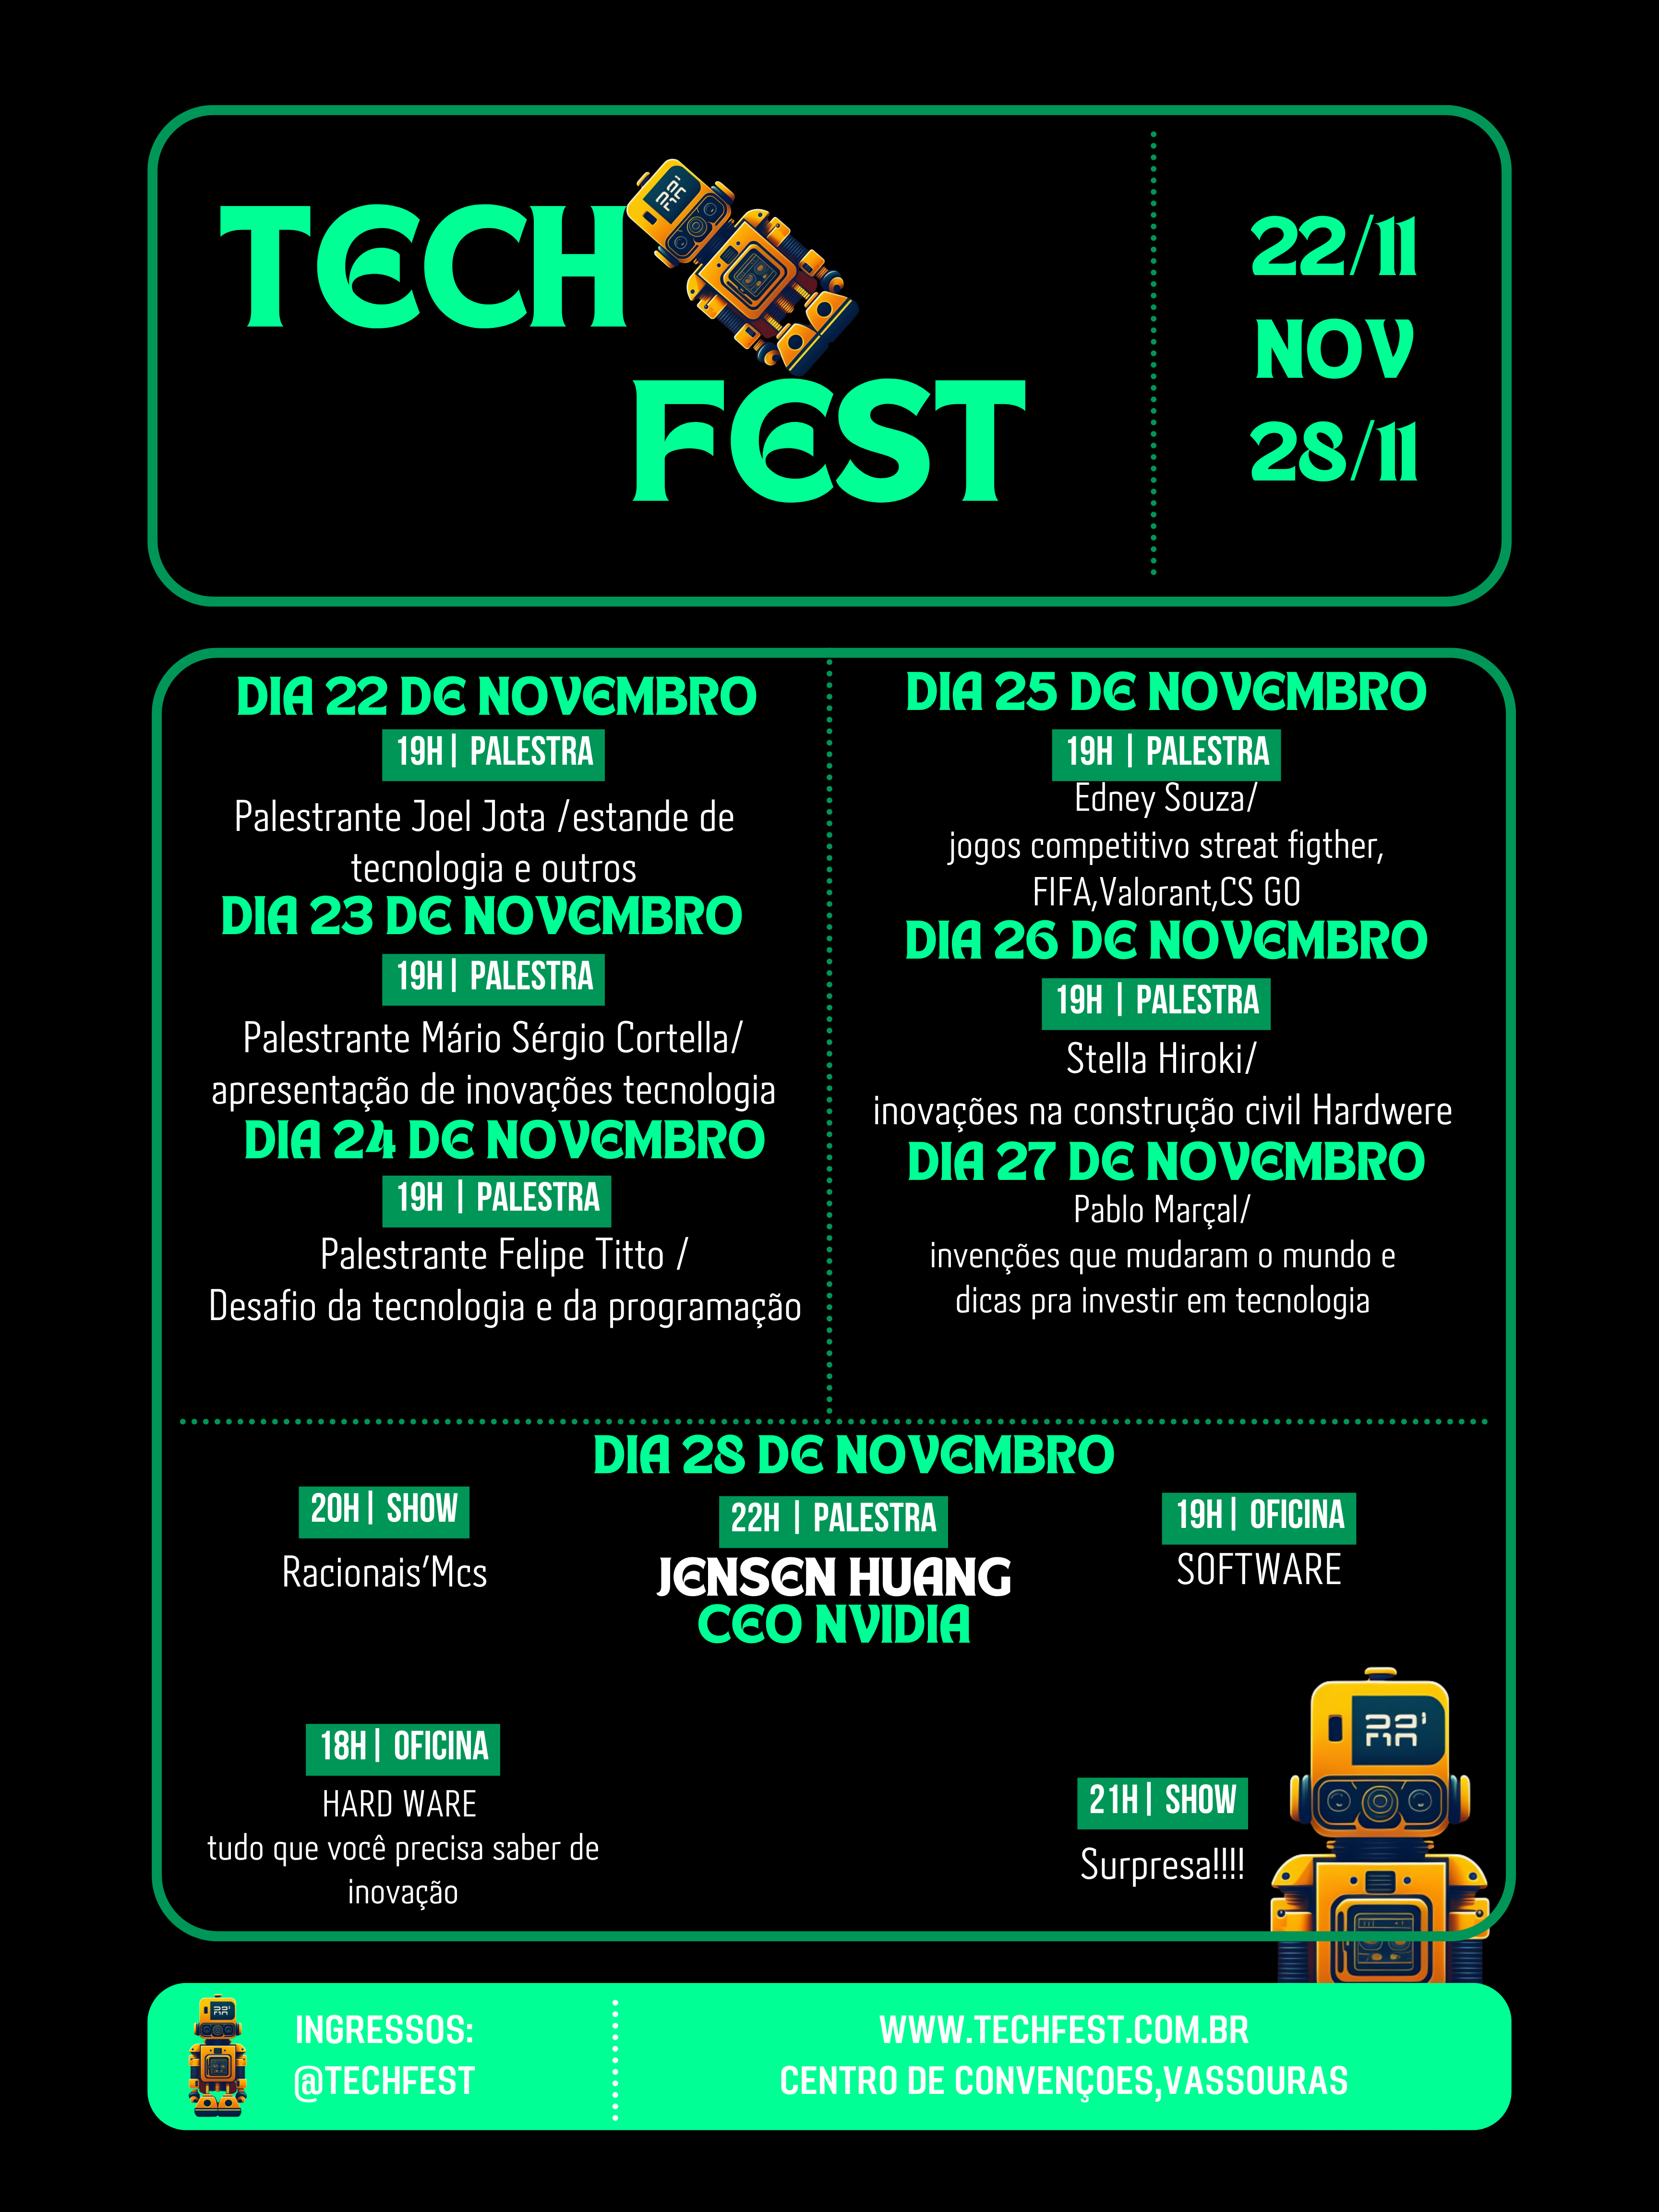 TECH
FEST
22/11
NOV
28/11
DIA 22 DE NOVEMBRO
19H| PALESTRA
Palestrante Joel Jota /estande de
tecnologia e outros
DIA 23 DE NOVEMBRO
19H| PALESTRA
Palestrante Mário Sérgio Cortella/
apresentação de inovações tecnologia
DIA 24 DE NOVEMBRO
19H | PALESTRA
Palestrante Felipe Titto /
Desafio da tecnologia e da programação
DIA 25 DE NOVEMBRO
19H | PALESTRA
Edney Souza/
jogos competitivo streat figther,
FIFA,Valorant,CS GO
DIA 26 DE NOVEMBRO
19H | PALESTRA
Stella Hiroki/
inovações na construção civil Hardwere
DIA 27 DE NOVEMBRO
Pablo Marçal/
invenções que mudaram o mundo e
dicas pra investir em tecnologia
DIA 28 DE NOVEMBRO
20H| SHOW
Racionais'Mcs
22H | PALESTRA
JENSEN HUANG
CEO NVIDIA
19H| OFICINA
SOFTWARE
18H| OFICINA
HARD WARE
tudo que você precisa saber de
inovação
21H| SHOW
Surpresa!!!!
INGRESSOS:
@TECHFEST
WWW.TECHFEST.COM.BR
CENTRO DE CONVENÇOES,VASSOURAS